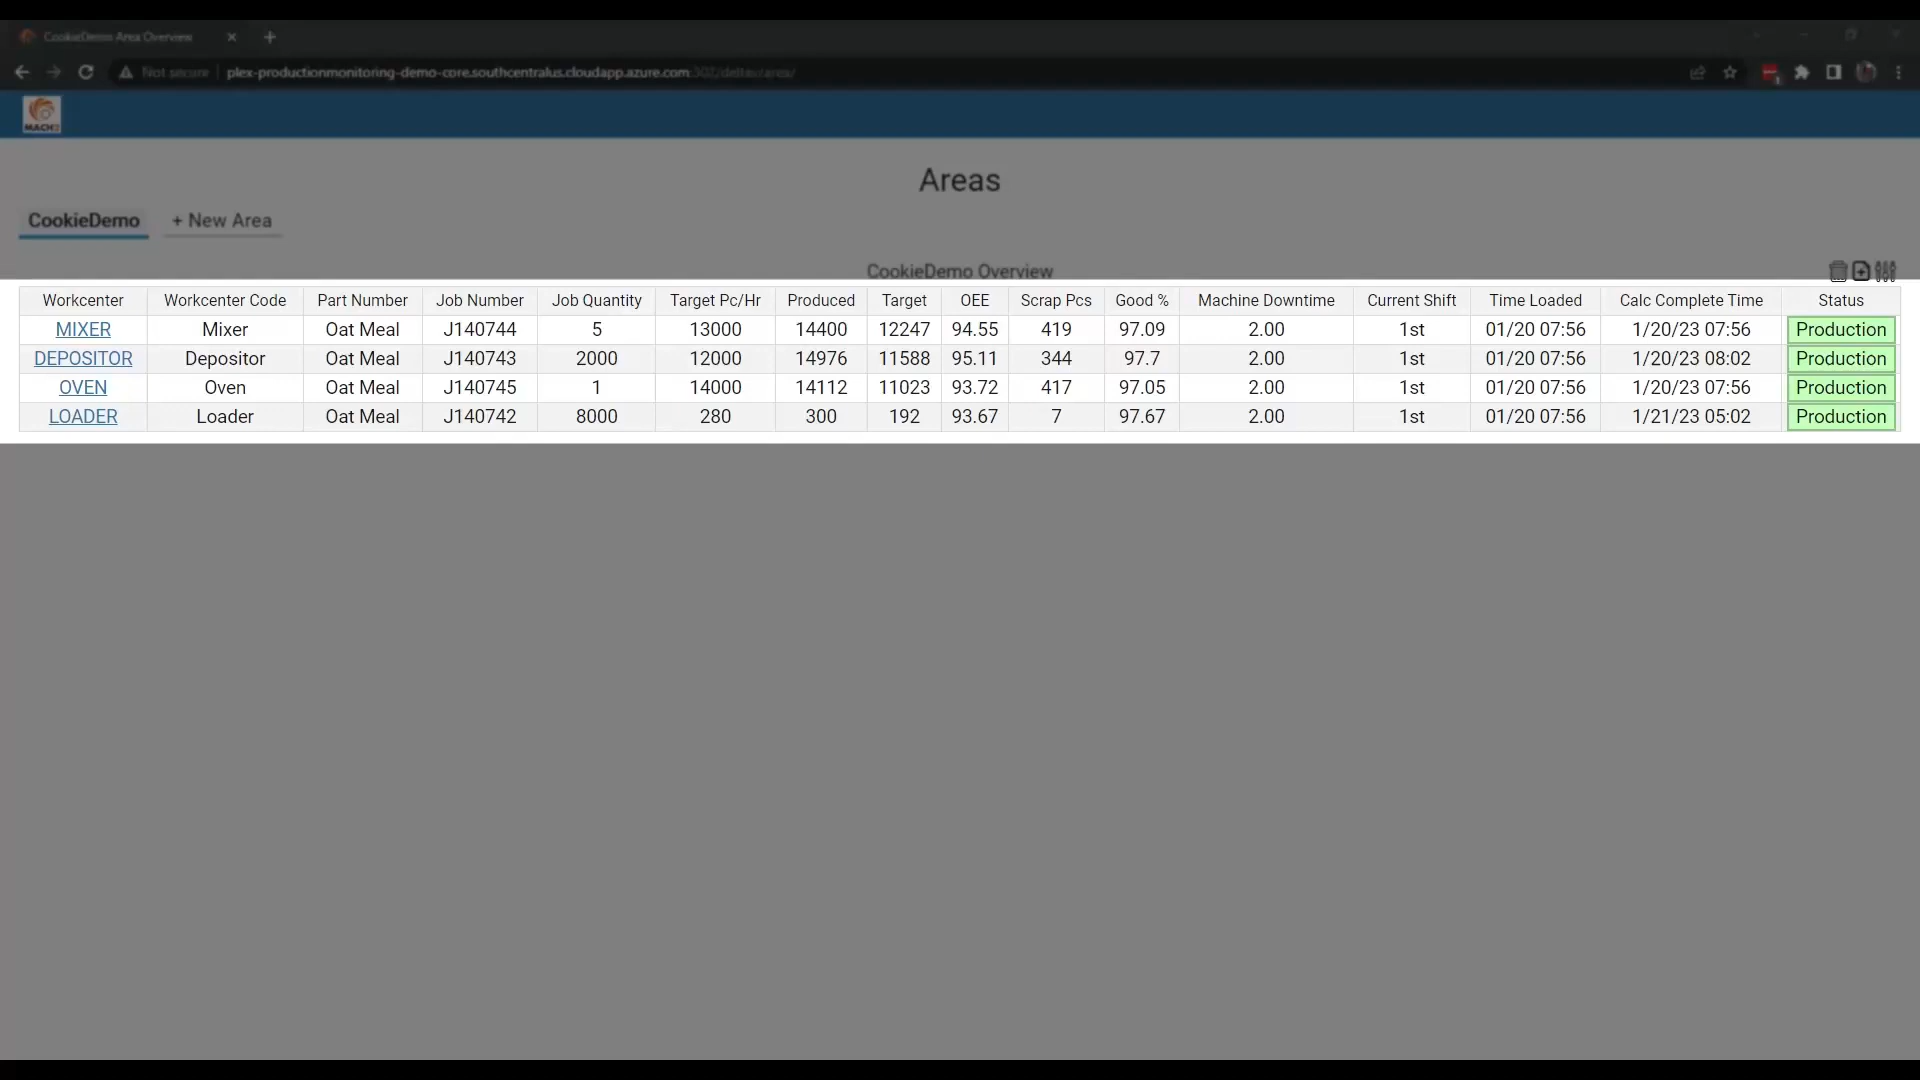 CookieDemo Area Overview
Not secure plex-productionmonitoring-demo-core.southcentralus.cloudapp.azure.com
MACH2
Areas
CookieDemo + New Area
CookieDemo Overview
Workcenter Workcenter Code Part Number Job Number Job Quantity Target Pc/Hr Produced Target OEE Scrap Pcs Good % Machine Downtime Current Shift Time Loaded Calc Complete Time Status
MIXER Mixer Oat Meal J140744 5 13000 14400 12247 94.55 419 97.09 2.00 1st 01/20 07:56 1/20/23 07:56 Production
DEPOSITOR Depositor Oat Meal J140743 2000 12000 14976 11588 95.11 344 97.7 2.00 1st 01/20 07:56 1/20/23 08:02 Production
OVEN Oven Oat Meal J140745 1 14000 14112 11023 93.72 417 97.05 2.00 1st 01/20 07:56 1/20/23 07:56 Production
LOADER Loader Oat Meal J140742 8000 280 300 192 93.67 7 97.67 2.00 1st 01/20 07:56 1/21/23 05:02 Production